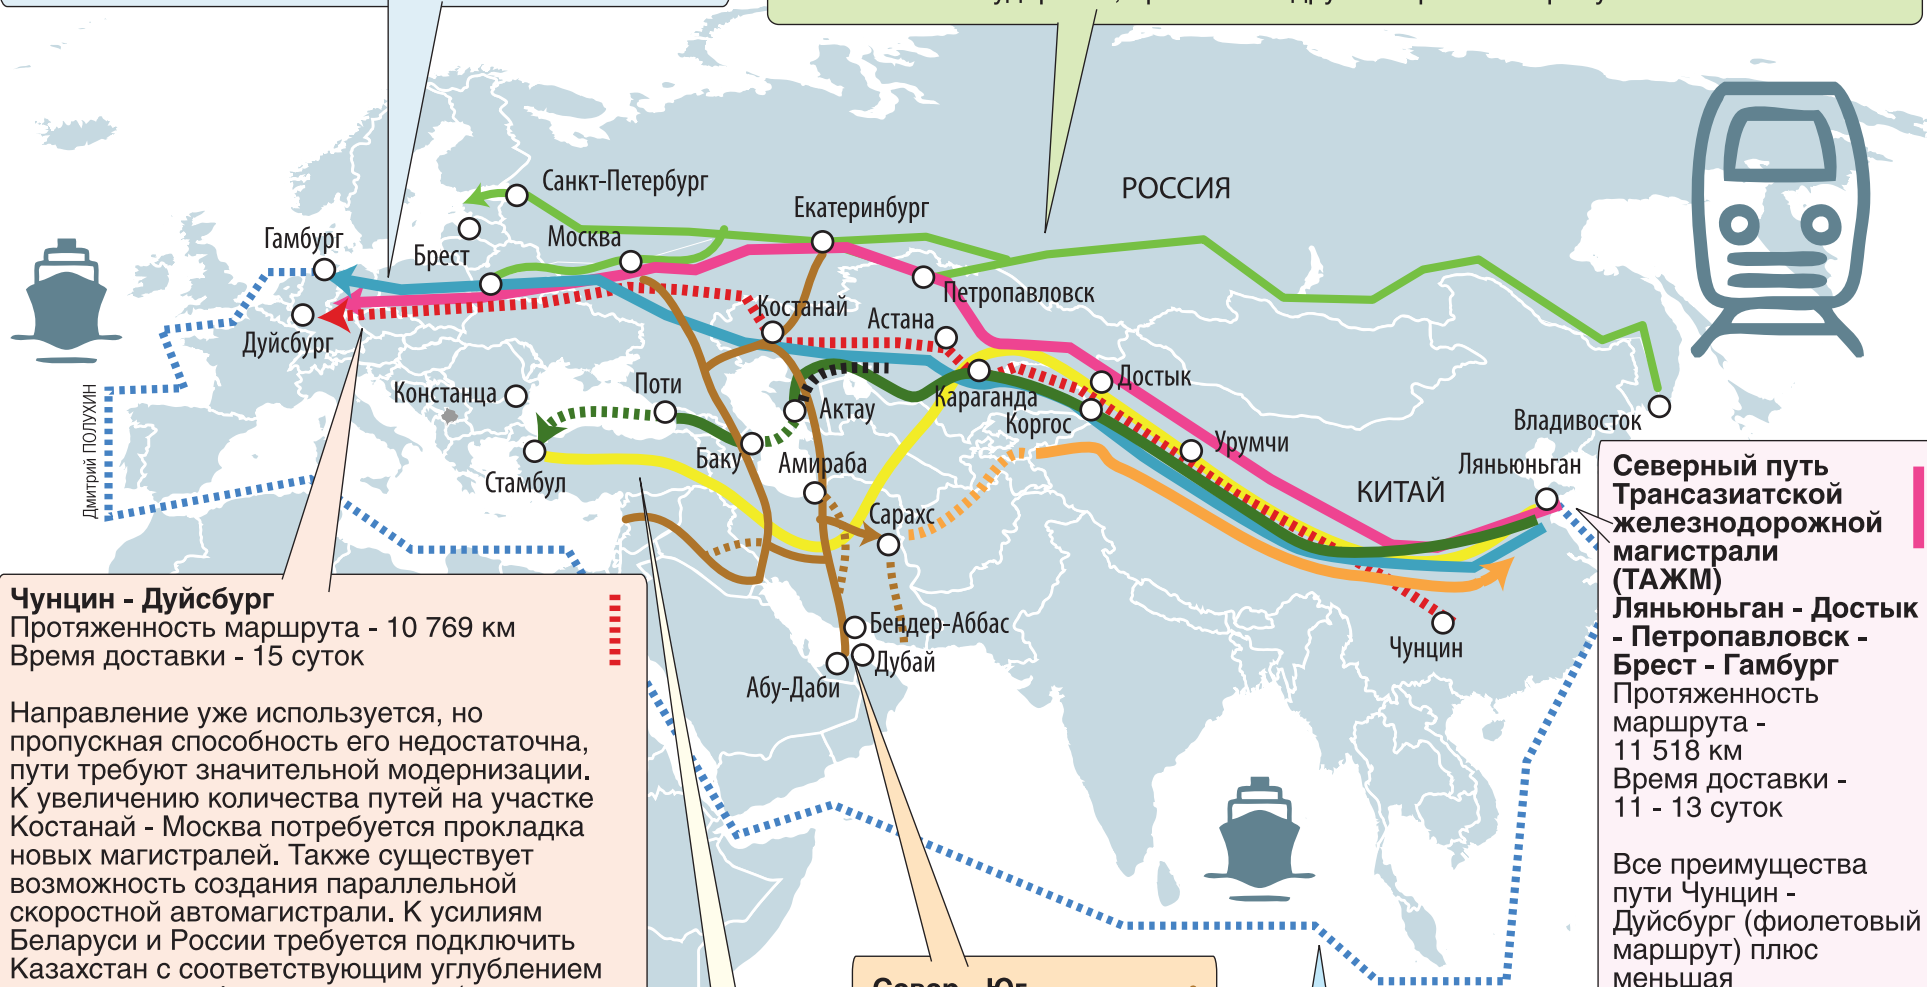 Санкт-Петербург
РОССИЯ
Екатеринбург
Гамбург
Москва
Брест
Петропавловск
Костанай
Астана
Дуйсбург
Достык
Констанца
Поти
Караганда
Актау
Коргос
Владивосток
Урумчи
Баку
Амираба
Ляньюньган
Стамбул
КИТАЙ
Сарахс
Дмитрий ПОЛУХИН
Бендер-Аббас
Дубай
Чунцин
Абу-Даби
Чунцин - Дуйсбург
Протяженность маршрута - 10 769 км
Время доставки - 15 суток
Направление уже используется, но
пропускная способность его недостаточна,
пути требуют значительной модернизации.
К увеличению количества путей на участке
Костанай - Москва потребуется прокладка
новых магистралей. Также существует
возможность создания параллельной
скоростной автомагистрали. К усилиям
Беларуси и России требуется подключить
Казахстан с соответствующим углублением
Север - Юг
Северный путь
Трансазиатской
железнодорожной
магистрали
(ТАЖМ)
Ляньюньган - Достык
- Петропавловск -
Брест - Гамбург
Протяженность
маршрута -
11 518 км
Время доставки -
11 - 13 суток
Все преимущества
пути Чунцин -
Дуйсбург (фиолетовый
маршрут) плюс
меньшая